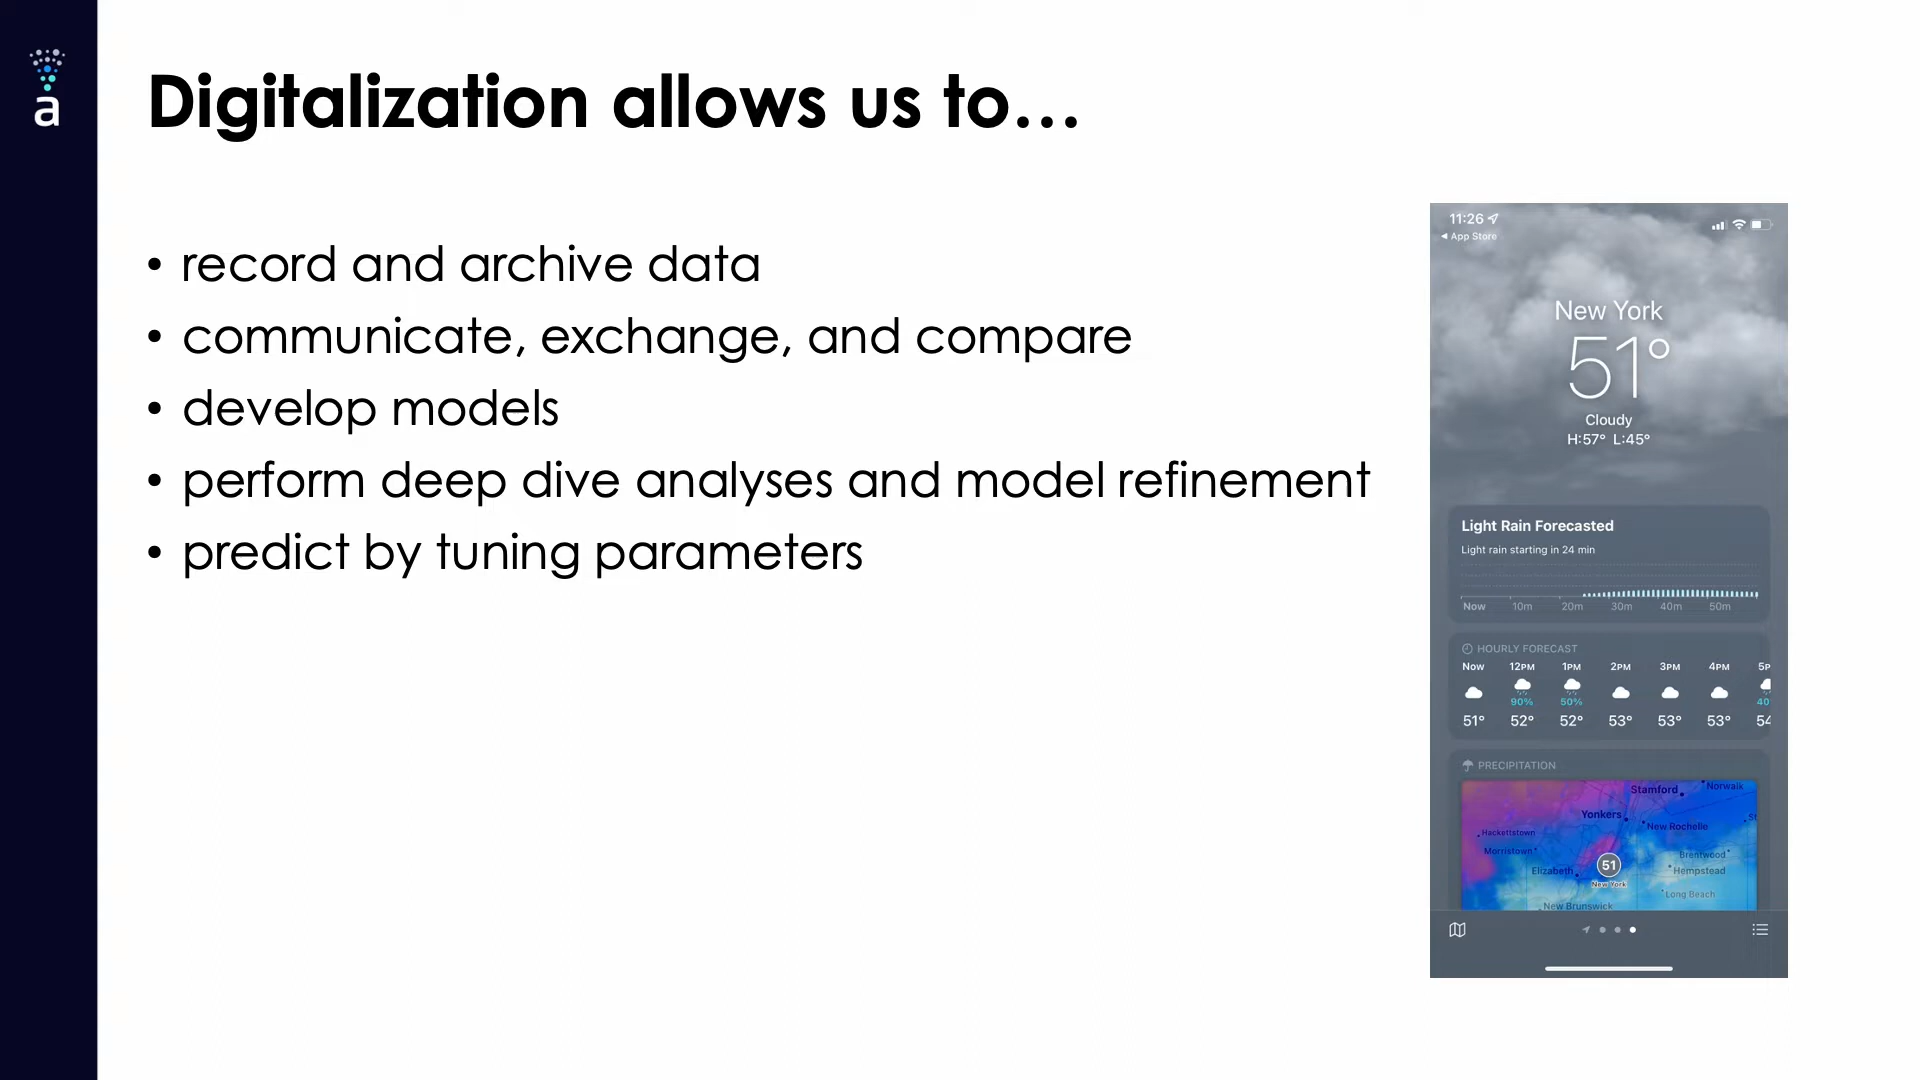 a
Digitalization allows us to...
• record and archive data
• communicate, exchange, and compare
• develop models
• perform deep dive analyses and model refinement
• predict by tuning parameters
11:26
◀ App Store
New York
51°
Cloudy
H:57° L:45°
Light Rain Forecasted
Light rain starting in 24 min
Now 10m 20m 30m 40m 50m
HOURLY FORECAST
Now 12PM 1PM 2PM 3PM 4PM 5P
90% 50% 40
51° 52° 52° 53° 53° 53° 54
PRECIPITATION
Stamford Norwalk
Yonkers
New Rochelle
Hackettstown
Morristown
Brentwood
Elizabeth
51
Hempstead
New York
Long Beach
New Brunswick